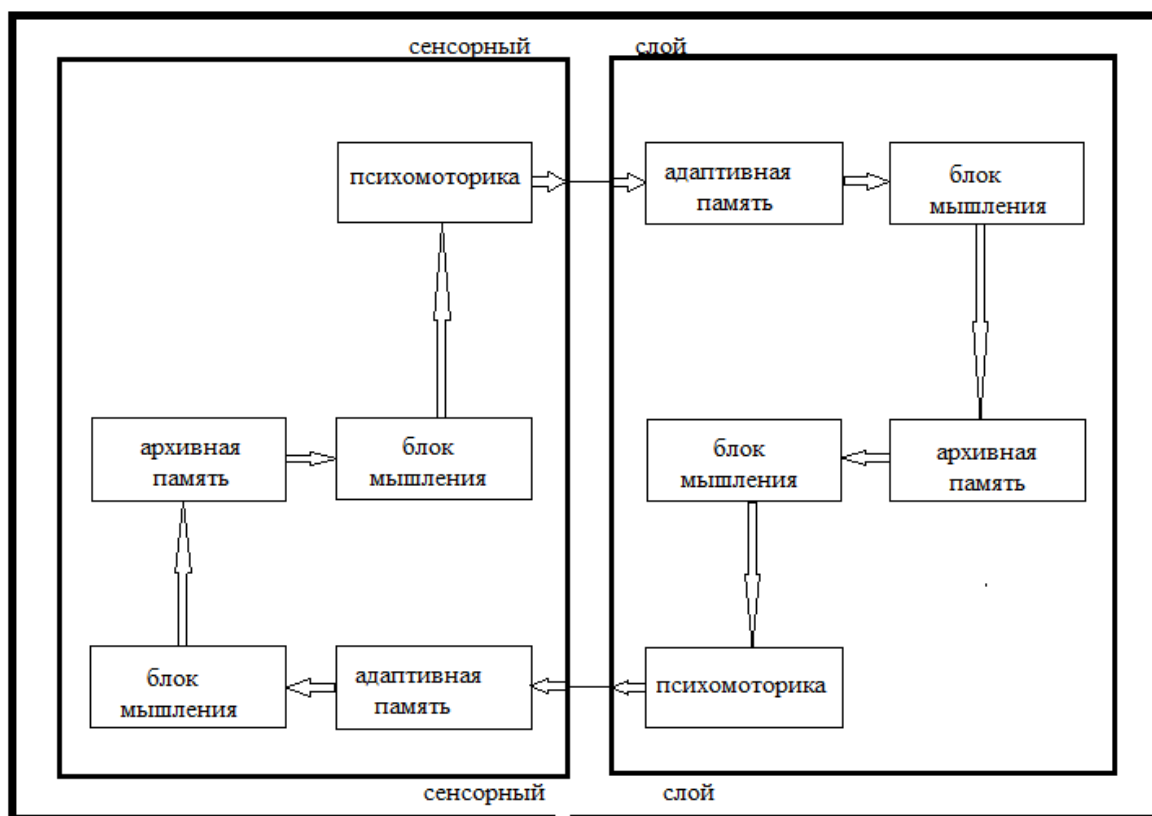 сенсорный слой
психомоторика
адаптивная
память
блок
мышления
архивная
память
блок
мышления
блок
мышления
архивная
память
блок
мышления
адаптивная
память
психомоторика
сенсорный слой